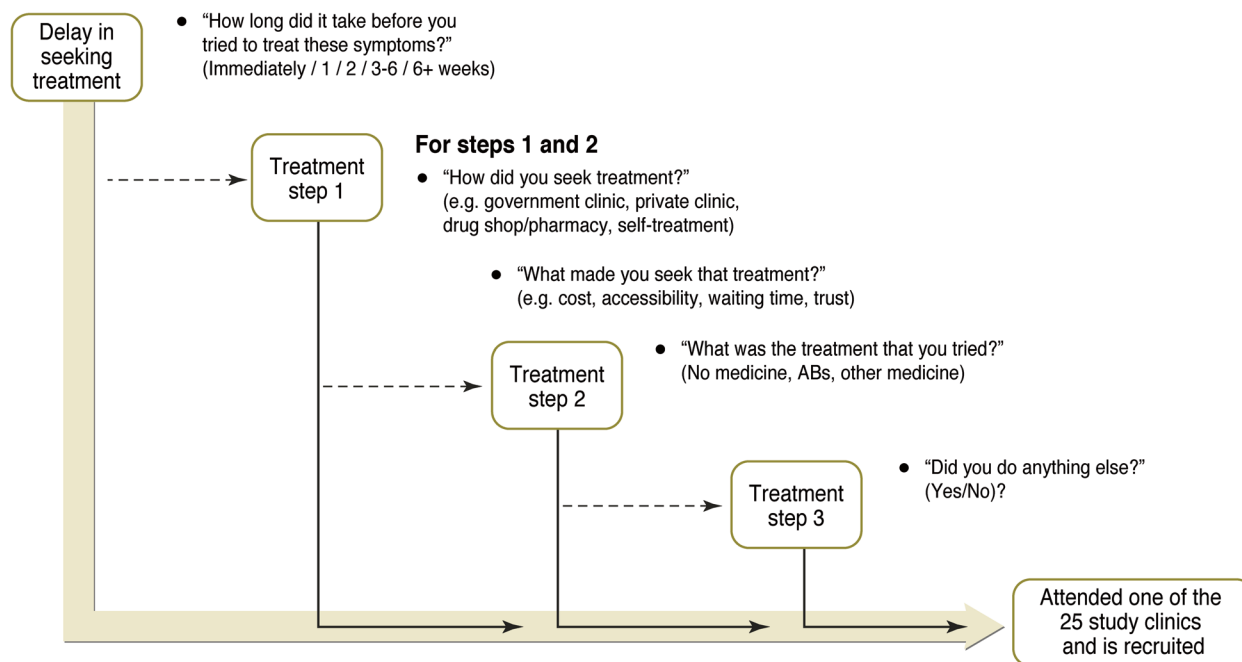 Delay in
seeking
treatment
● “How long did it take before you
tried to treat these symptoms?”
(Immediately / 1 / 2 / 3-6 / 6+ weeks)
Treatment
step 1
For steps 1 and 2
● “How did you seek treatment?”
(e.g. government clinic, private clinic,
drug shop/pharmacy, self-treatment)
● “What made you seek that treatment?”
(e.g. cost, accessibility, waiting time, trust)
Treatment
step 2
● “What was the treatment that you tried?”
(No medicine, ABs, other medicine)
Treatment
step 3
● “Did you do anything else?”
(Yes/No)?
Attended one of the
25 study clinics
and is recruited